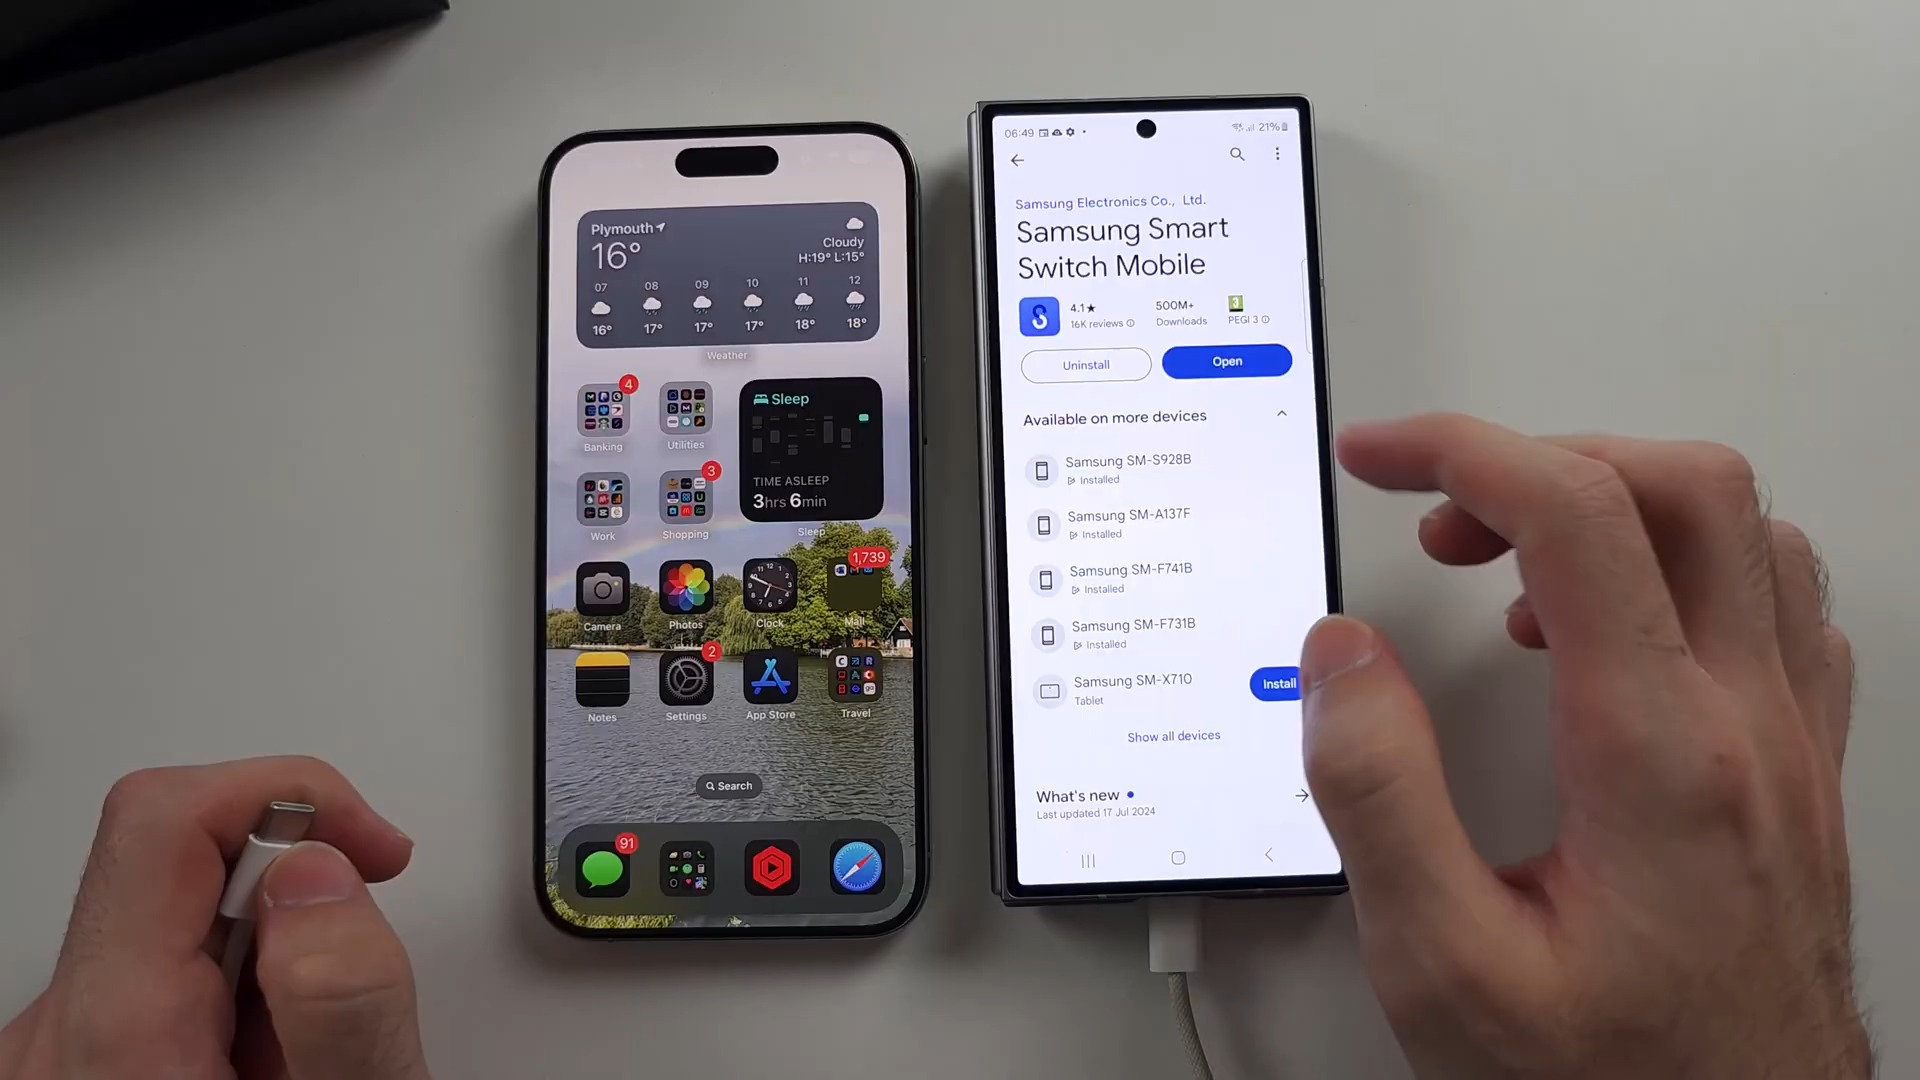 Plymouth
16°
Cloudy
H:19° L:15°
07 08 09 10 11 12
16° 17° 17° 17° 18° 18°
Weather
4
Banking
Utilities
Sleep
TIME ASLEEP
3hrs 6min
Sleep
3
Work
Shopping
1,739
Camera
Photos
Clock
Mail
2
Notes
Settings
App Store
Travel
Search
91
06:49
21%
Samsung Electronics Co., Ltd.
Samsung Smart
Switch Mobile
4.1★
16K reviews
500M+
Downloads
3
PEGI 3
Uninstall
Open
Available on more devices
Samsung SM-S928B
Installed
Samsung SM-A137F
Installed
Samsung SM-F741B
Installed
Samsung SM-F731B
Installed
Samsung SM-X710
Tablet
Install
Show all devices
What's new
Last updated 17 Jul 2024